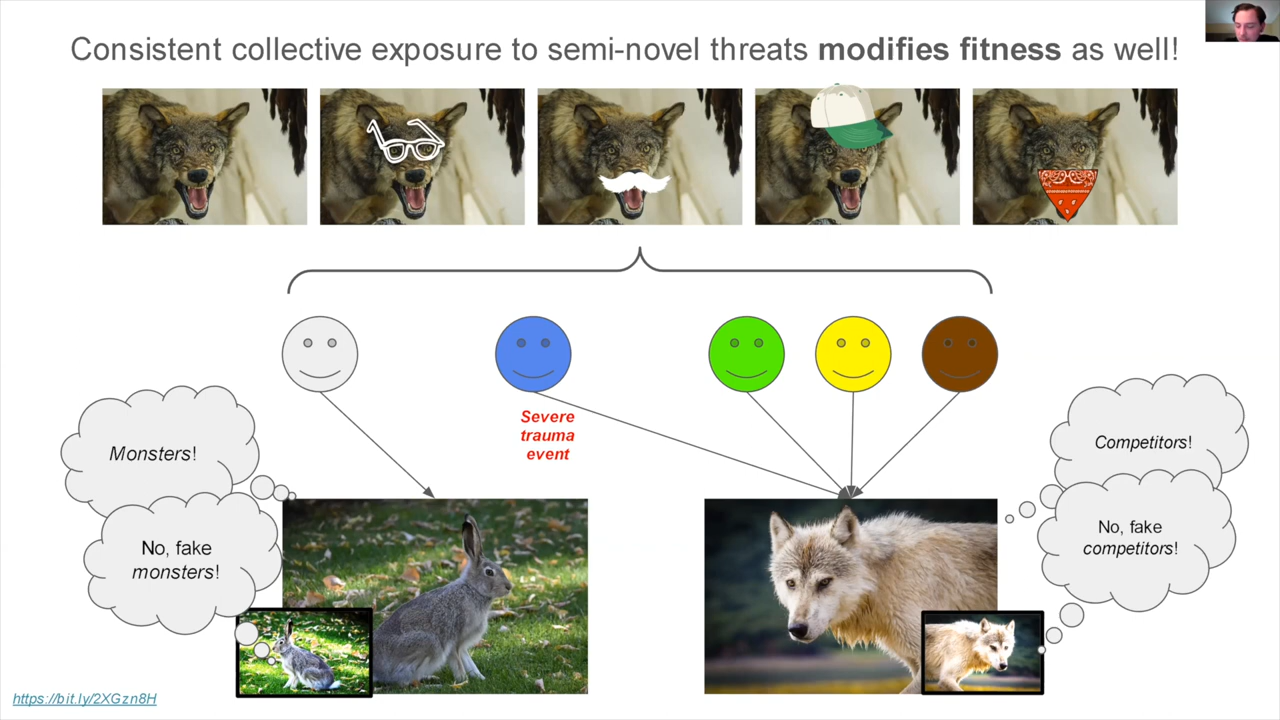 Consistent collective exposure to semi-novel threats modifies fitness as well!
Severe
trauma
event
Monsters!
No, fake
monsters!
Competitors!
No, fake
competitors!
https://bit.ly/2XGzn8H